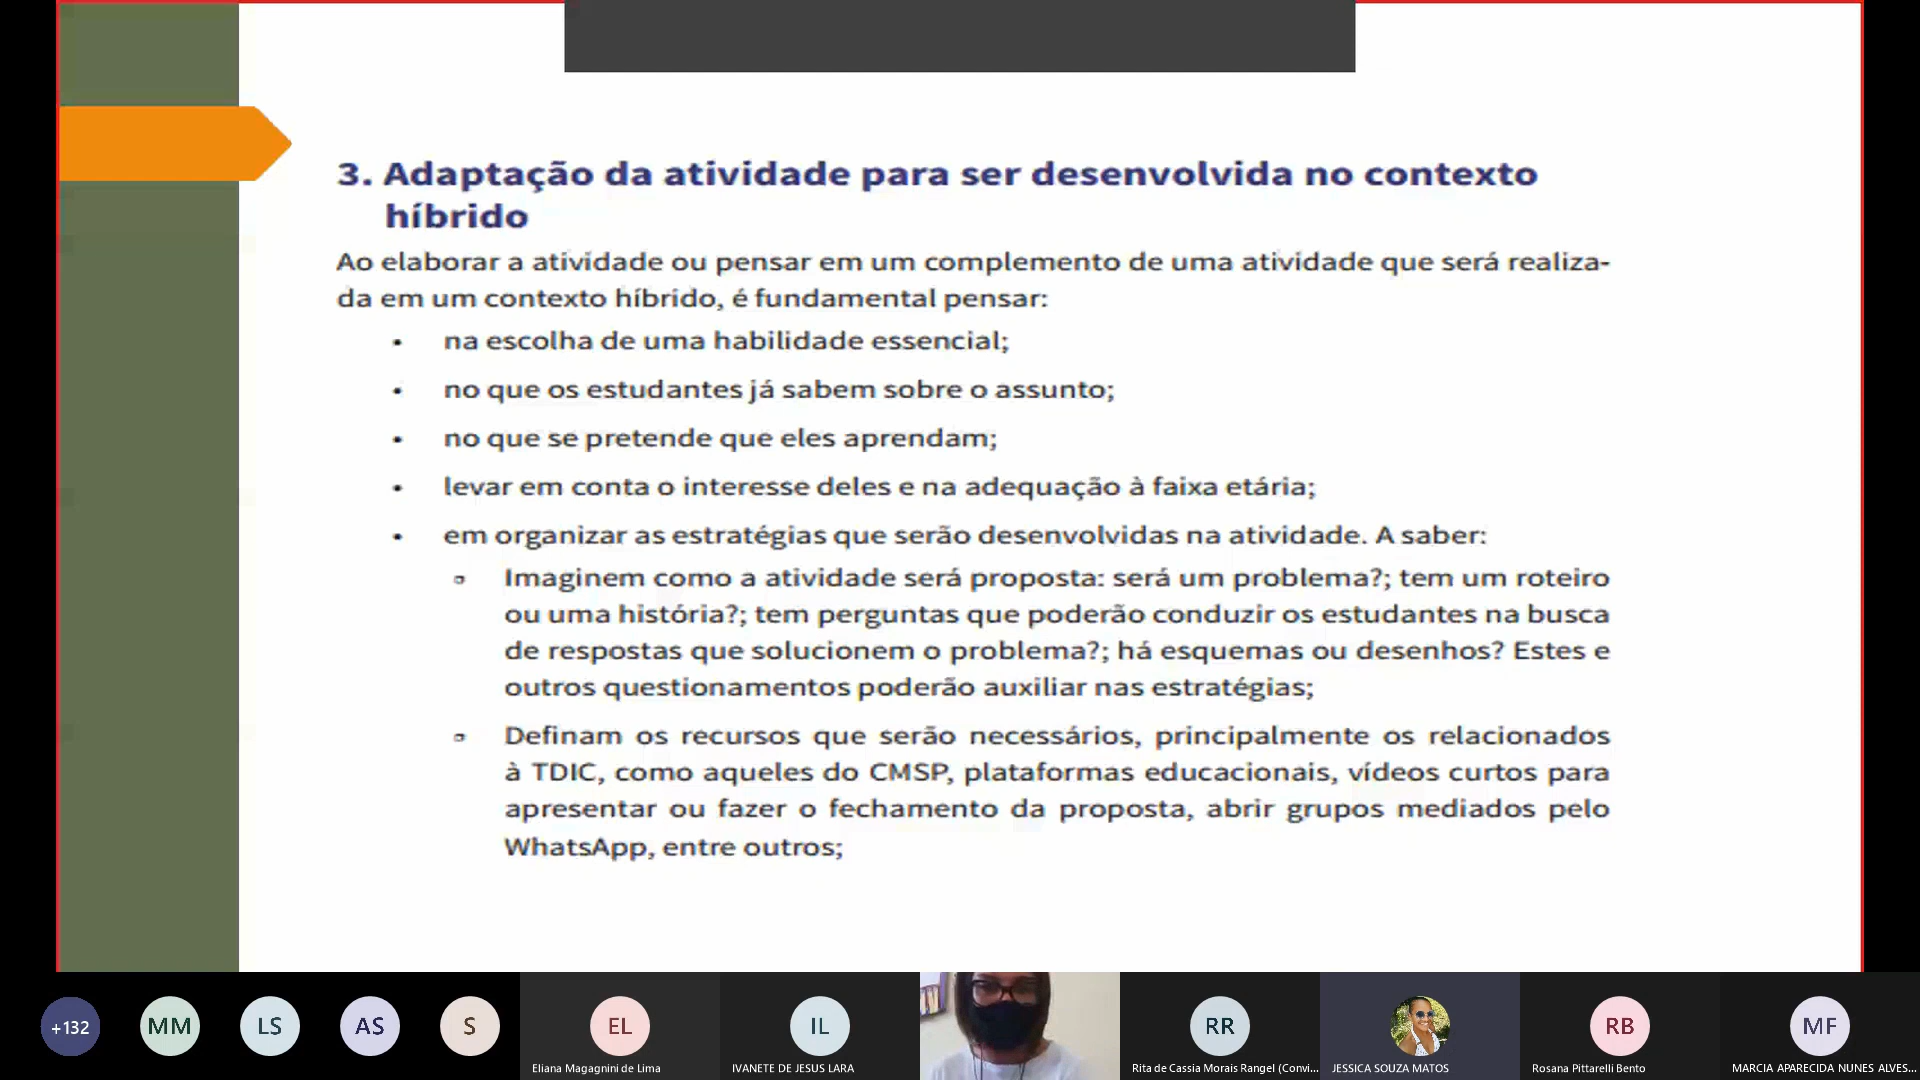 3. Adaptação da atividade para ser desenvolvida no contexto
híbrido
Ao elaborar a atividade ou pensar em um complemento de uma atividade que será realiza-
da em um contexto híbrido, é fundamental pensar:
• na escolha de uma habilidade essencial;
• no que os estudantes já sabem sobre o assunto;
• no que se pretende que eles aprendam;
• levar em conta o interesse deles e na adequação à faixa etária;
• em organizar as estratégias que serão desenvolvidas na atividade. A saber:
▫ Imaginem como a atividade será proposta: será um problema?; tem um roteiro
ou uma história?; tem perguntas que poderão conduzir os estudantes na busca
de respostas que solucionem o problema?; há esquemas ou desenhos? Estes e
outros questionamentos poderão auxiliar nas estratégias;
▫ Definam os recursos que serão necessários, principalmente os relacionados
à TDIC, como aqueles do CMSP, plataformas educacionais, vídeos curtos para
apresentar ou fazer o fechamento da proposta, abrir grupos mediados pelo
WhatsApp, entre outros;
+132 MM LS AS S EL IL RR RB MF
Eliana Magagnini de Lima IVANETE DE JESUS LARA Rita de Cassia Morais Rangel (Convi... JESSICA SOUZA MATOS Rosana Pittarelli Bento MARCIA APARECIDA NUNES ALVES...